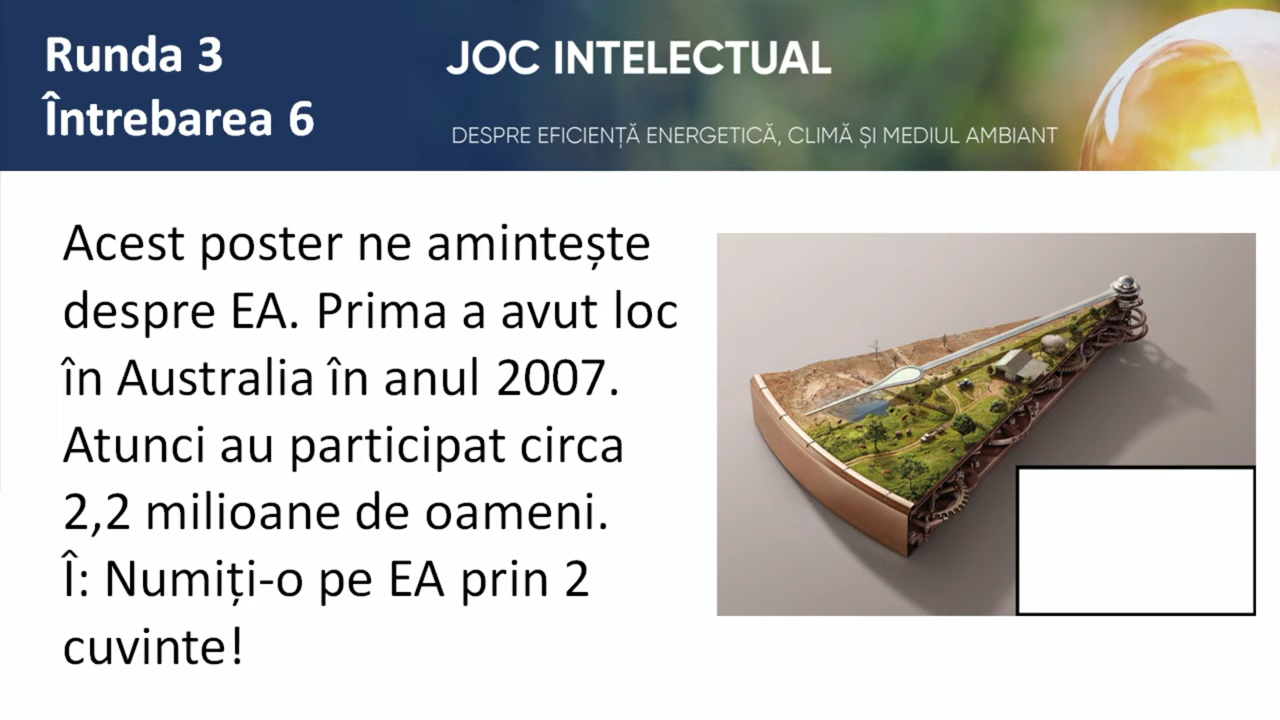 Runda 3
Întrebarea 6
JOC INTELECTUAL
DESPRE EFICIENȚĂ ENERGETICĂ, CLIMĂ ȘI MEDIUL AMBIANT
Acest poster ne amintește
despre EA. Prima a avut loc
în Australia în anul 2007.
Atunci au participat circa
2,2 milioane de oameni.
Î: Numiți-o pe EA prin 2
cuvinte!